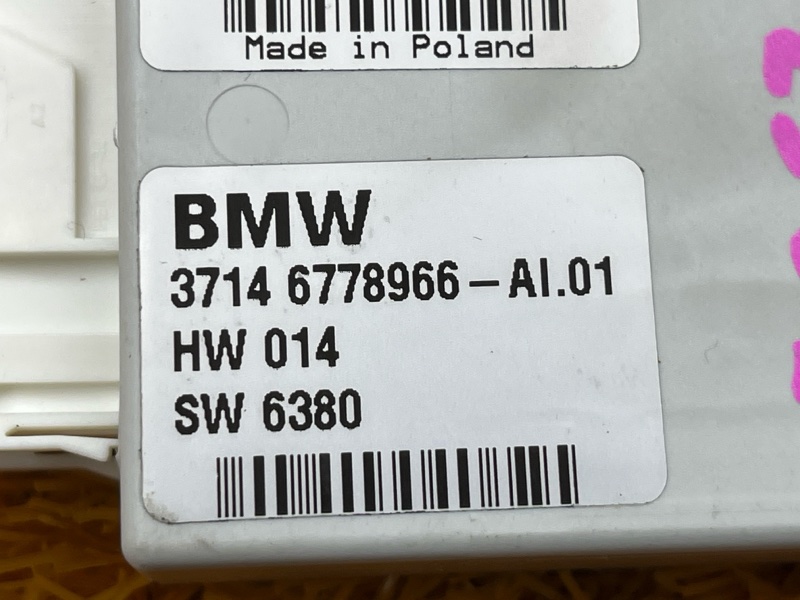 Made in Poland
BMW
3714 6778966-AI.01
HW 014
SW 6380